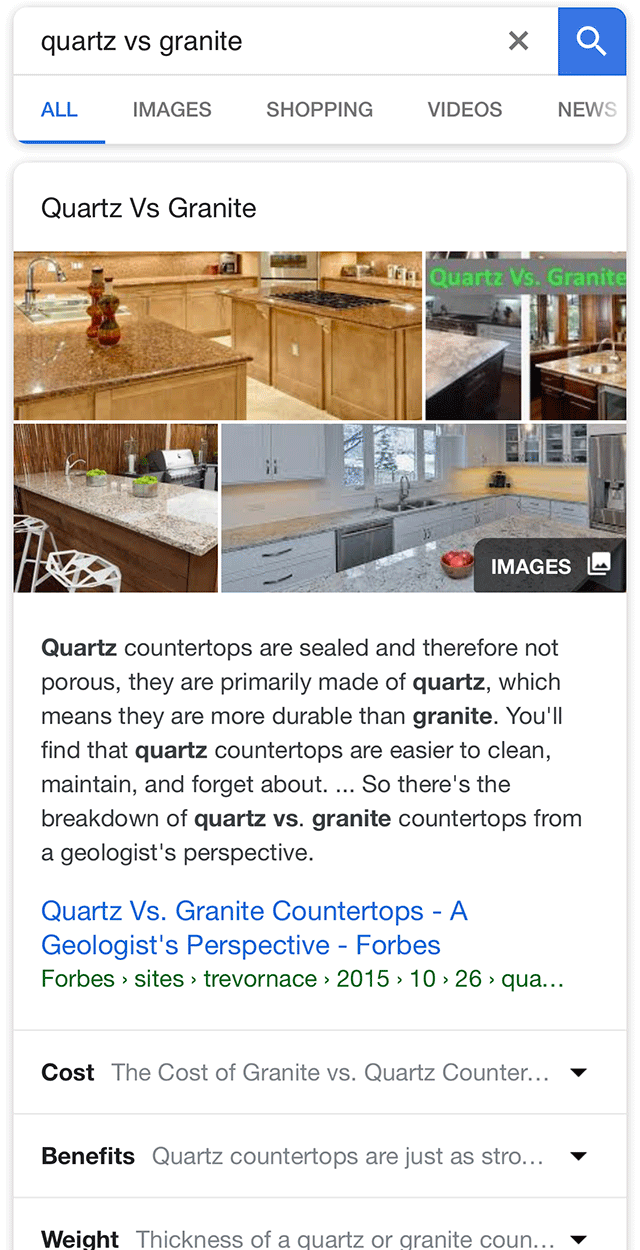 quartz vs granite
ALL IMAGES SHOPPING VIDEOS NEWS
Quartz Vs Granite
Quartz Vs. Granite
IMAGES
Quartz countertops are sealed and therefore not
porous, they are primarily made of quartz, which
means they are more durable than granite. You'll
find that quartz countertops are easier to clean,
maintain, and forget about. ... So there's the
breakdown of quartz vs. granite countertops from
a geologist's perspective.
Quartz Vs. Granite Countertops - A
Geologist's Perspective - Forbes
Forbes › sites › trevornace › 2015 › 10 › 26 › qua...
Cost The Cost of Granite vs. Quartz Counter...
Benefits Quartz countertops are just as stro...
Weight Thickness of a quartz or granite coun...